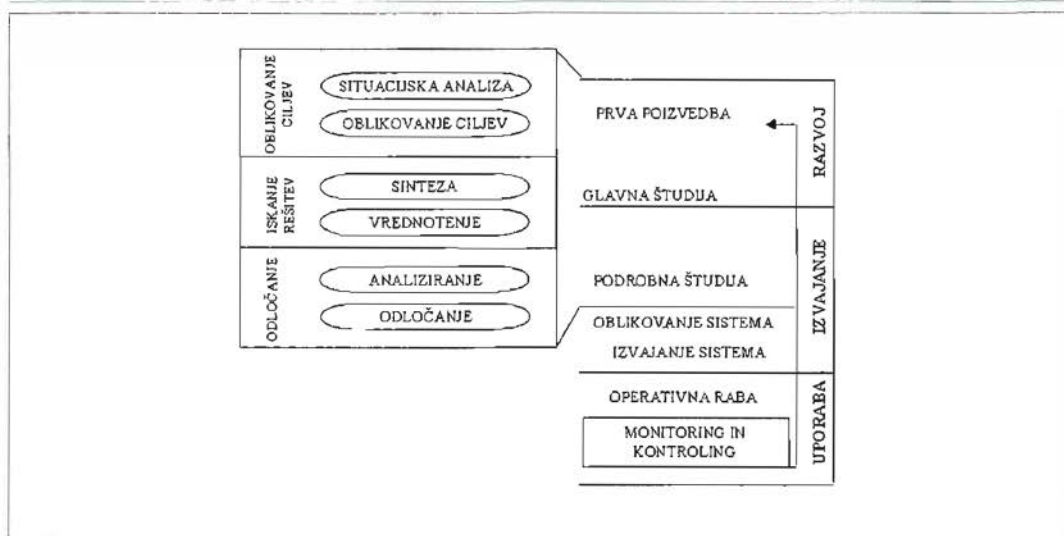 OBLIKOVANJE
CILJEV
SITUACIJSKA ANALIZA
OBLIKOVANJE CILJEV
ISKANJE
REŠITEV
SINTEZA
VREDNOTENJE
ODLOČANJE
ANALIZIRANJE
ODLOČANJE
PRVA POIZVEDBA
GLAVNA ŠTUDIJA
RAZVOJ
PODROBNA ŠTUDIJA
OBLIKOVANJE SISTEMA
IZVAJANJE SISTEMA
IZVAJANJE
OPERATIVNA RABA
MONITORING IN
KONTROLING
UPORABA